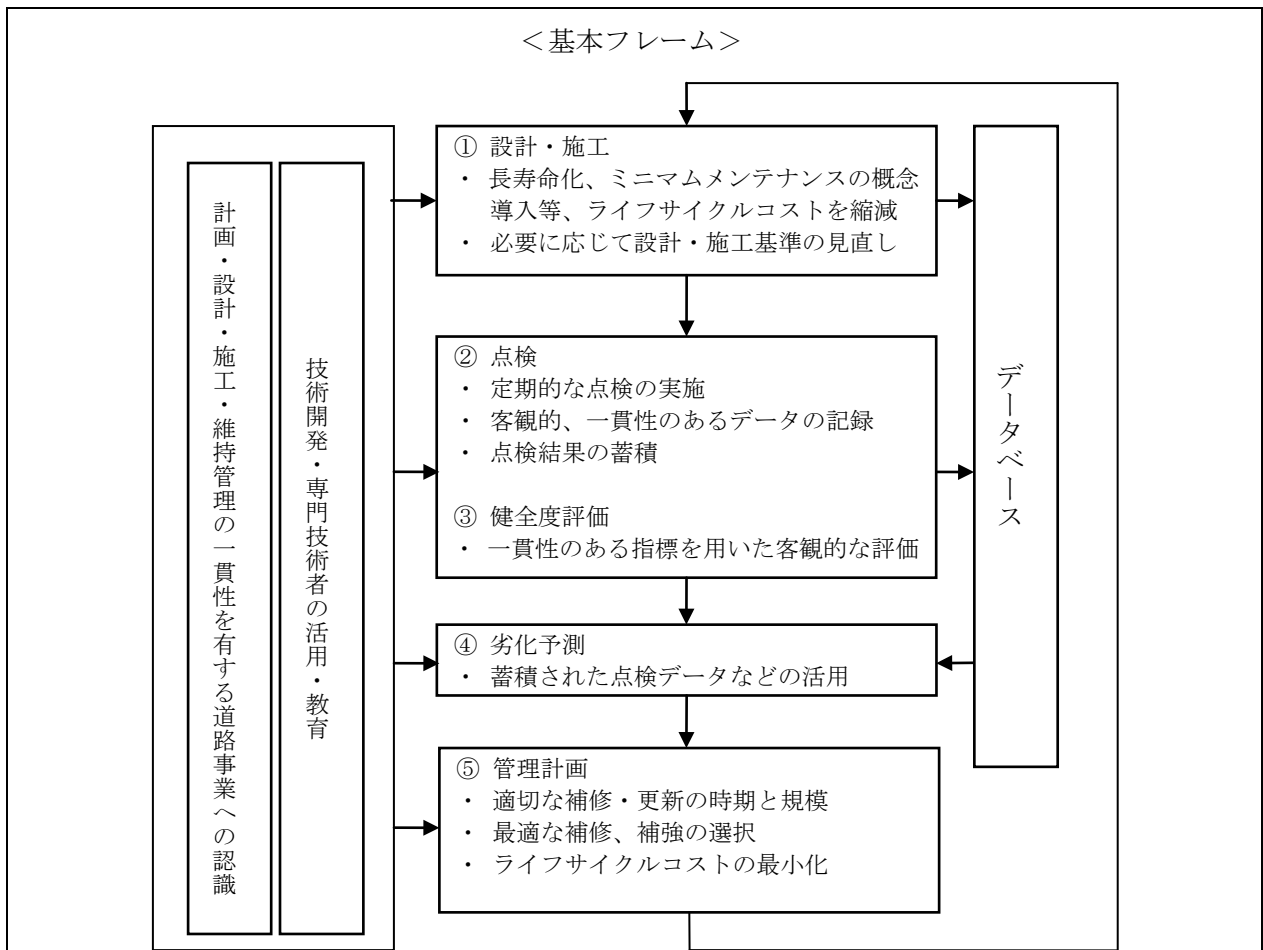 ＜基本フレーム＞
計画・設計・施工・維持管理の一貫性を有する道路事業への認識
技術開発・専門技術者の活用・教育
① 設計・施工
・ 長寿命化、ミニマムメンテナンスの概念
導入等、ライフサイクルコストを縮減
・ 必要に応じて設計・施工基準の見直し
② 点検
・ 定期的な点検の実施
・ 客観的、一貫性のあるデータの記録
・ 点検結果の蓄積
③ 健全度評価
・ 一貫性のある指標を用いた客観的な評価
④ 劣化予測
・ 蓄積された点検データなどの活用
⑤ 管理計画
・ 適切な補修・更新の時期と規模
・ 最適な補修、補強の選択
・ ライフサイクルコストの最小化
データベース